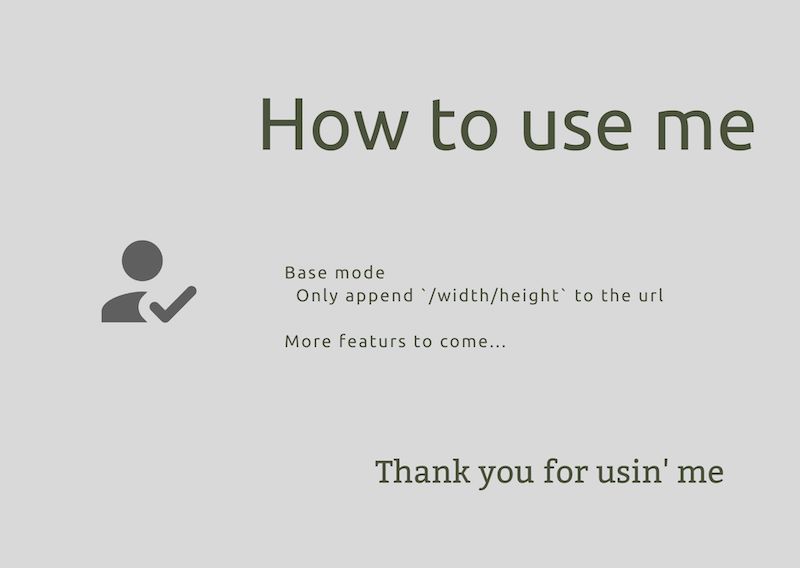 How to use me
Base mode
Only append `/width/height` to the url
More featurs to come...
Thank you for usin' me